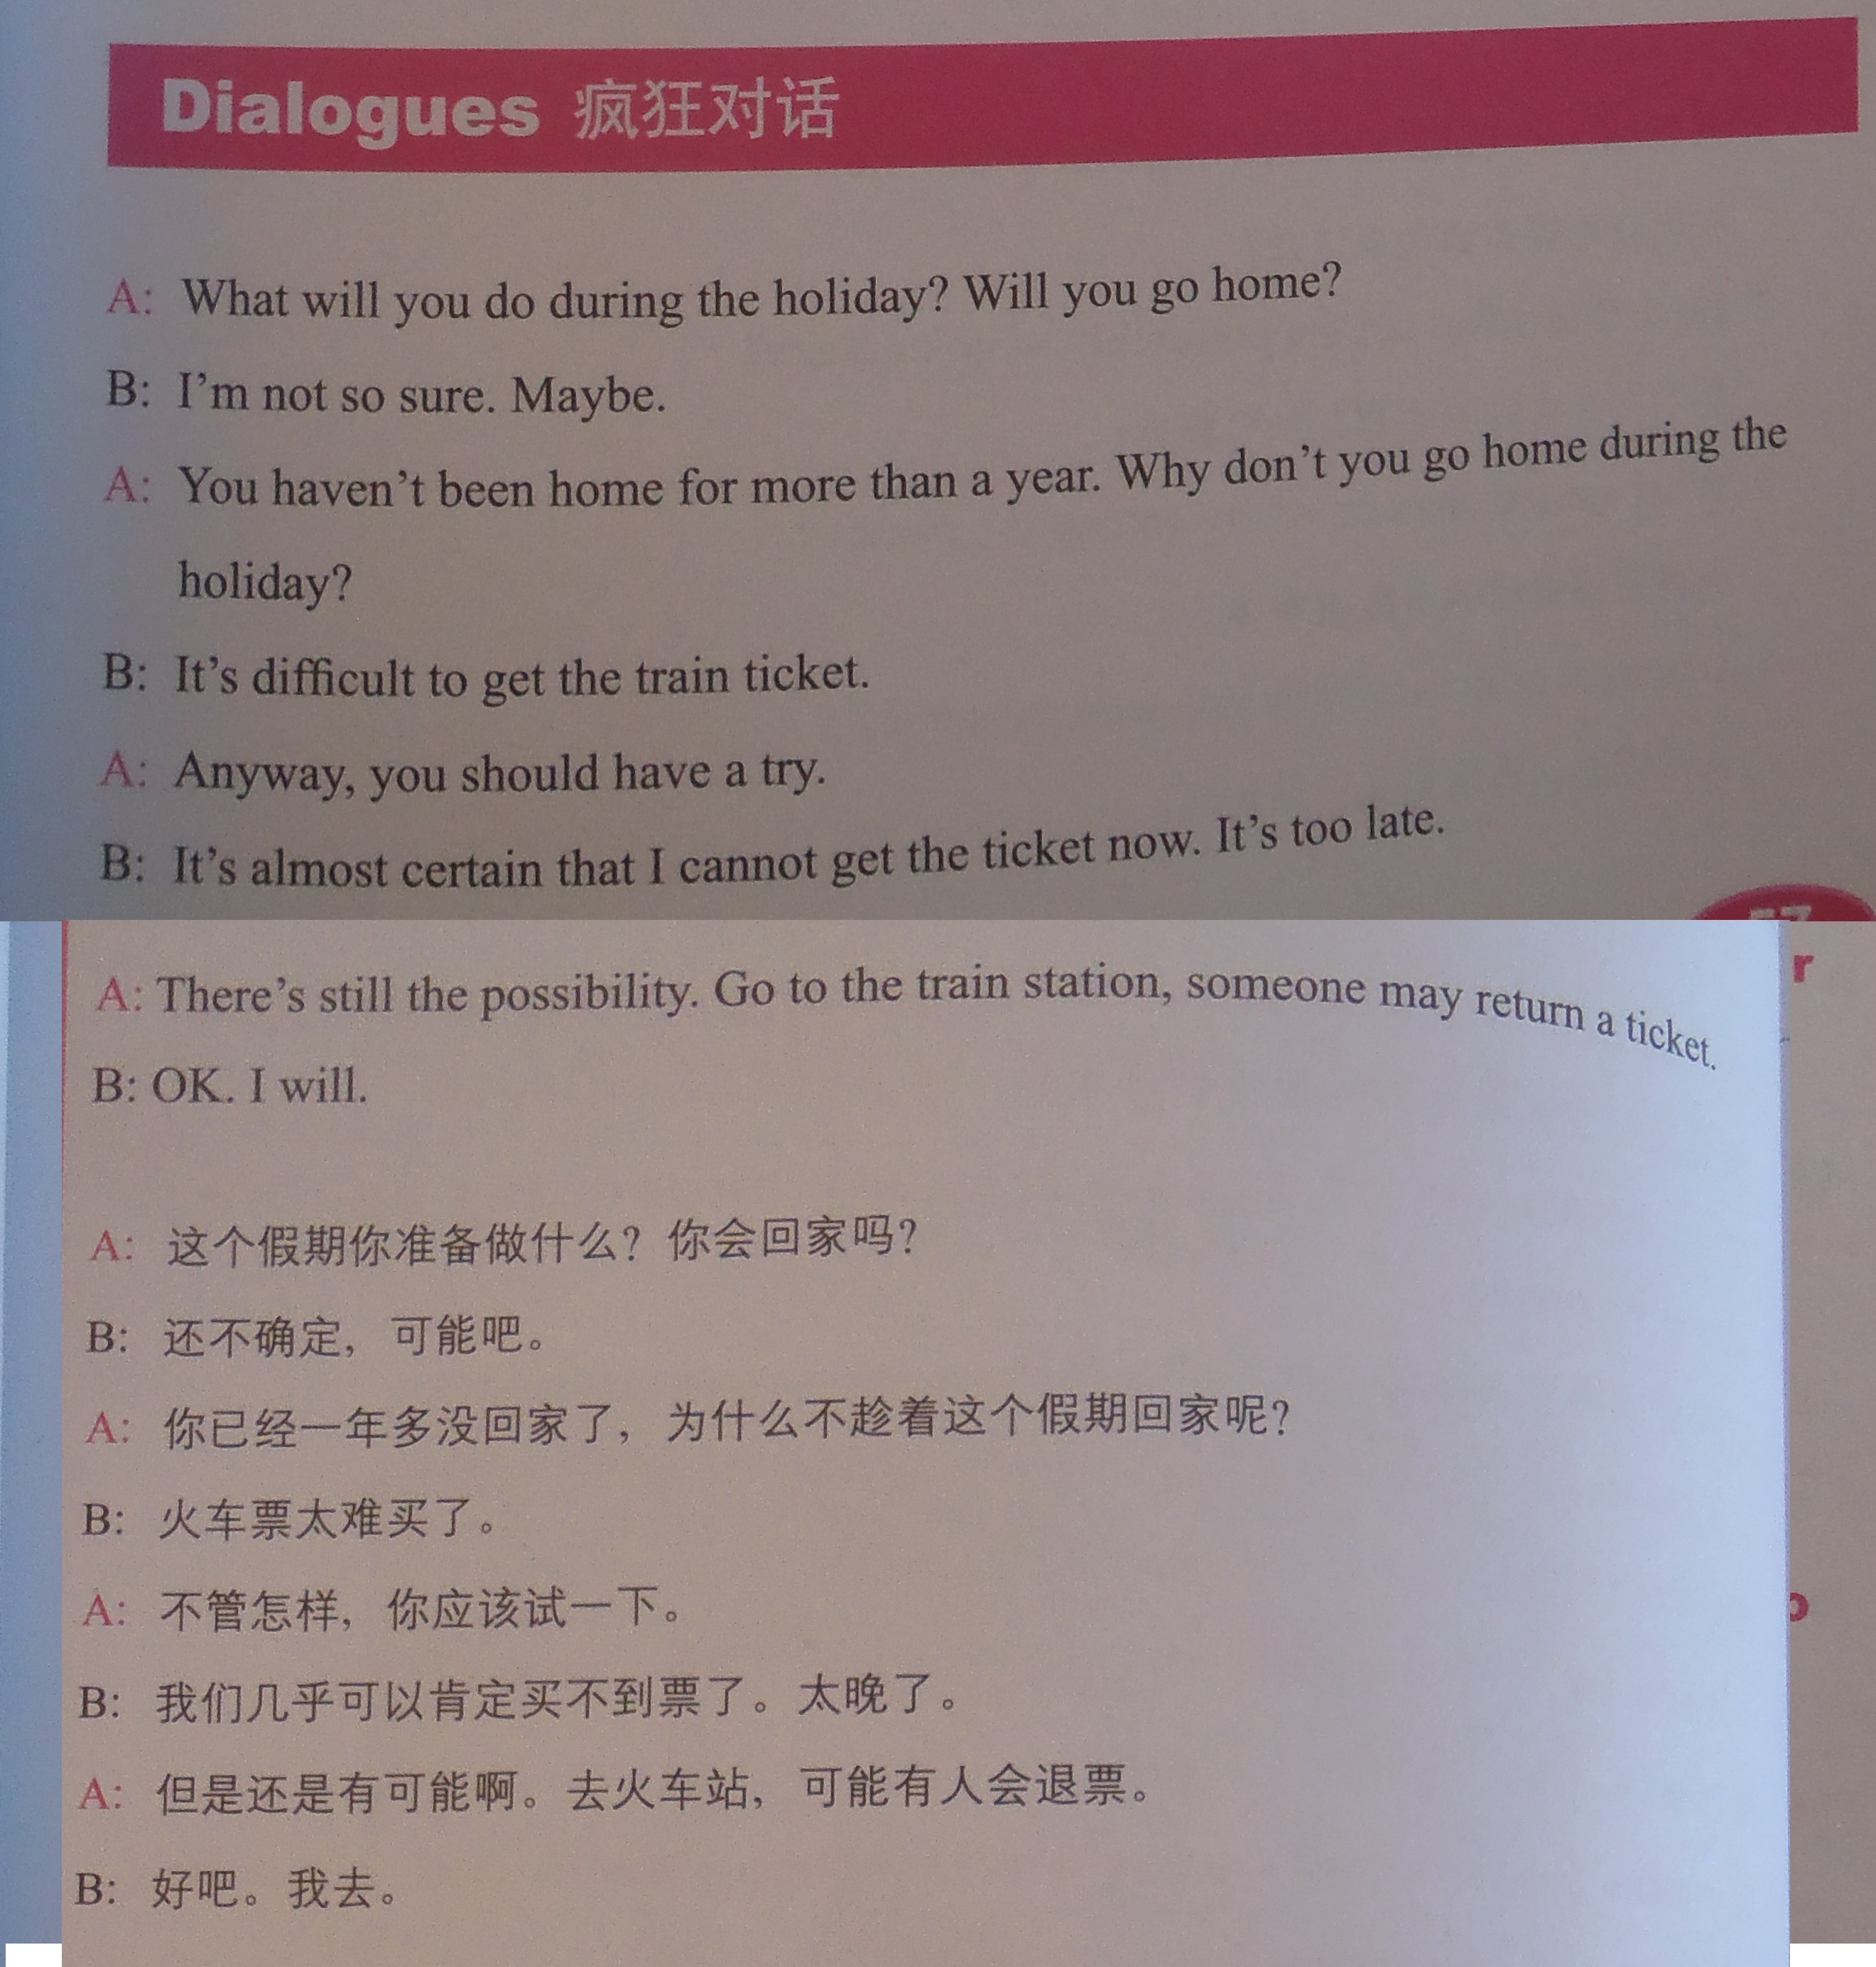 Dialogues 疯狂对话
A: What will you do during the holiday? Will you go home?
B: I'm not so sure. Maybe.
A: You haven't been home for more than a year. Why don't you go home during the
holiday?
B: It's difficult to get the train ticket.
A: Anyway, you should have a try.
B: It's almost certain that I cannot get the ticket now. It's too late.
A: There's still the possibility. Go to the train station, someone may return a ticket.
B: OK. I will.
A: 这个假期你准备做什么？你会回家吗？
B: 还不确定，可能吧。
A: 你已经一年多没回家了，为什么不趁着这个假期回家呢？
B: 火车票太难买了。
A: 不管怎样，你应该试一下。
B: 我们几乎可以肯定买不到票了。太晚了。
A: 但是还是有可能啊。去火车站，可能有人会退票。
B: 好吧。我去。